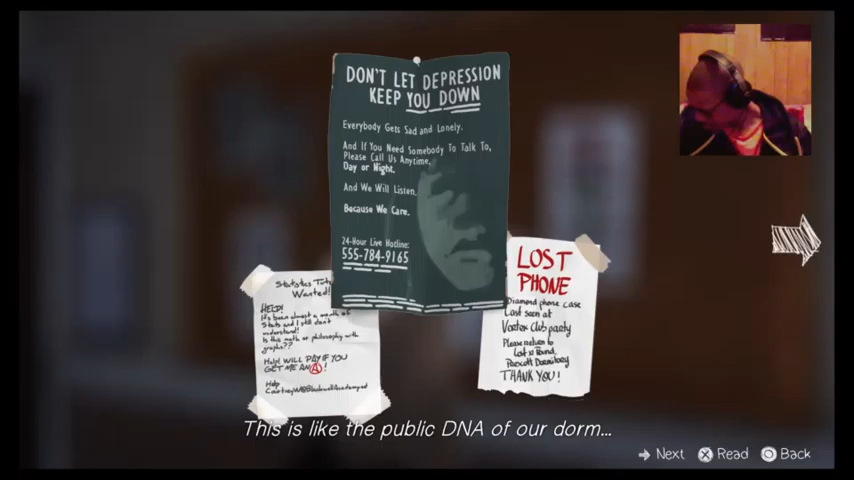 DON'T LET DEPRESSION
KEEP YOU DOWN
Everybody Gets Sad and Lonely.
And If You Need Somebody To Talk To,
Please Call Us Anytime,
Day or Night.
And We Will Listen.
Because We Care.
24-Hour Live Hotline:
555-784-9165
Statistics Tutor
Wanted!
HELP!
It's been almost a month of
Stats and I still don't
understand!
Is this math or philosophy with
graphs??
Help WILL PAY IF YOU
GET ME AN A!
Help
CourtneyW@Blackwellacademy.ed
LOST
PHONE
Diamond phone case
Last seen at
Vortex Club party
Please return to
Lost n Found,
Prescott Dormitory
THANK YOU!
This is like the public DNA of our dorm...
Next
Read
Back